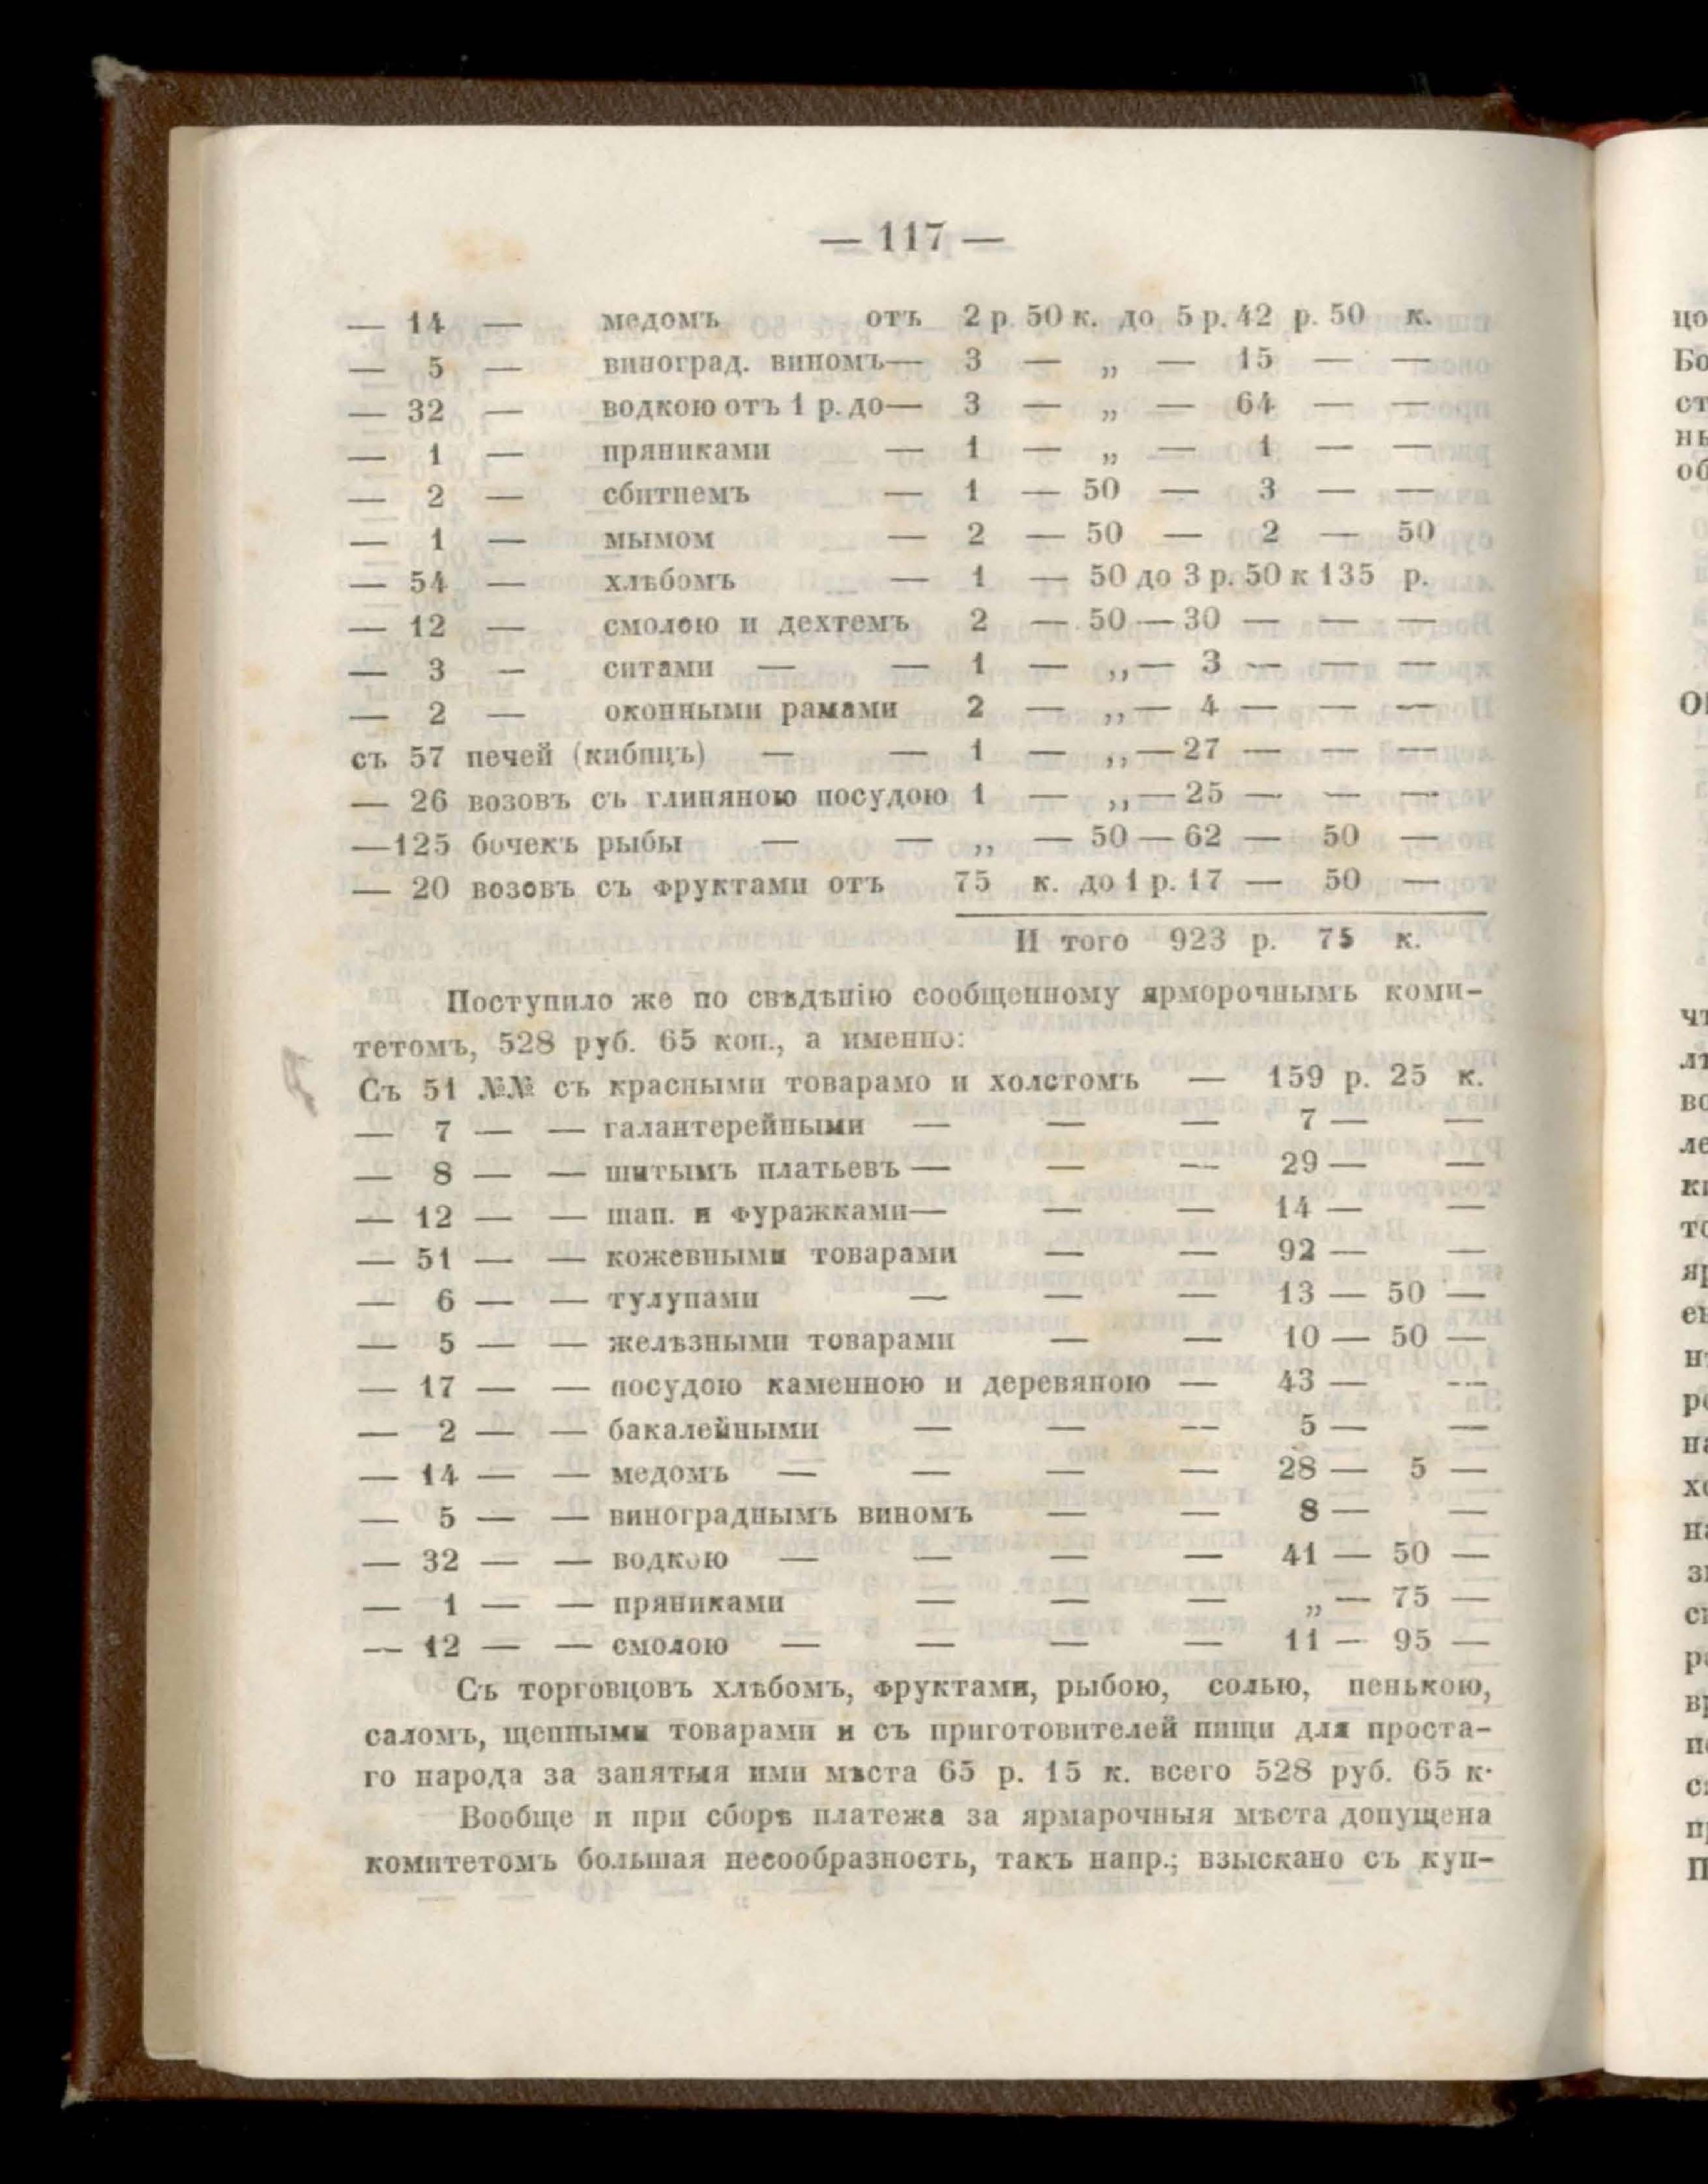 — 117 —
— 14 — медомъ отъ 2 р. 50 к. до 5 р. 42 р. 50 к.
— 5 — виноград. виномъ— 3 — „ — 15 — —
— 32 — водкою отъ 1 р. до— 3 — „ — 64 — —
— 1 — пряниками — 1 — „ — 1 — —
— 2 — сбитнемъ — 1 — 50 — 3 — —
— 1 — мымом — 2 — 50 — 2 — 50
— 54 — хлѣбомъ — 1 — 50 до 3 р. 50 к 135 р.
— 12 — смолою и дехтемъ 2 — 50 — 30 — — —
— 3 — ситами — — 1 — „ — 3 — — —
— 2 — оконными рамами 2 — „ — 4 — — —
съ 57 печей (кибицъ) — — 1 — „ — 27 — — —
— 26 возовъ съ глиняною посудою 1 — „ — 25 — — —
—125 бочекъ рыбы — — „ — 50 — 62 — 50 —
— 20 возовъ съ фруктами отъ 75 к. до 1 р. 17 — 50 —
И того 923 р. 75 к.
Поступило же по свѣдѣнію сообщенному ярморочнымъ коми-
тетомъ, 528 руб. 65 коп., а именно:
Съ 51 №№ съ красными товарамо и холстомъ — 159 р. 25 к.
— 7 — — галантерейными — — — 7 — —
— 8 — — шитымъ платьевъ — — — 29 — —
— 12 — — шап. и фуражками— — — 14 — —
— 51 — — кожевными товарами — — 92 — —
— 6 — — тулупами — — — 13 — 50 —
— 5 — — желѣзными товарами — — 10 — 50 —
— 17 — — посудою каменною и деревяною — 43 — —
— 2 — — бакалейными — — — 5 — —
— 14 — — медомъ — — — — 28 — 5 —
— 5 — — винограднымъ вином­ъ — — 8 — —
— 32 — — водкою — — — — 41 — 50 —
— 1 — — пряниками — — — „ — 75 —
— 12 — — смолою — — — — 11 — 95 —
Съ торговцовъ хлѣбомъ, фруктами, рыбою, солью, пенькою,
саломъ, щепными товарами и съ приготовителей пищи для проста-
го народа за занятыя ими мѣста 65 р. 15 к. всего 528 руб. 65 к·
Вообще и при сборѣ платежа за ярмарочныя мѣста допущена
комитетомъ большая несообразность, такъ напр.; взыскано съ куп-